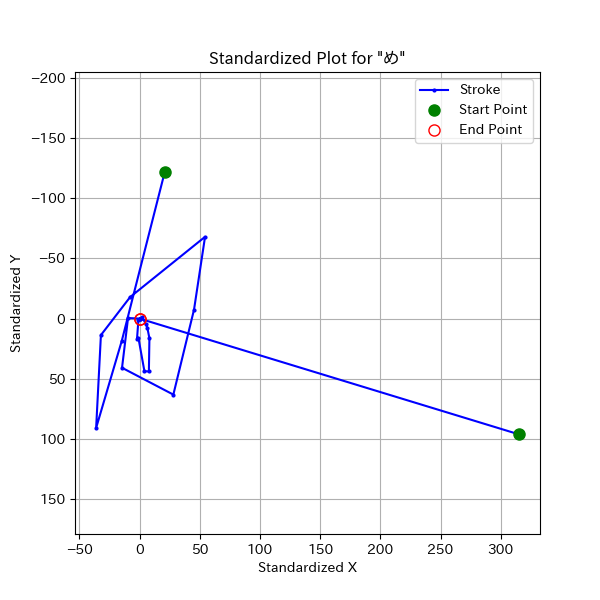 Standardized Plot for "め"
Stroke
Start Point
End Point
Standardized Y
−200
−150
−100
−50
0
50
100
150
−50 0 50 100 150 200 250 300
Standardized X